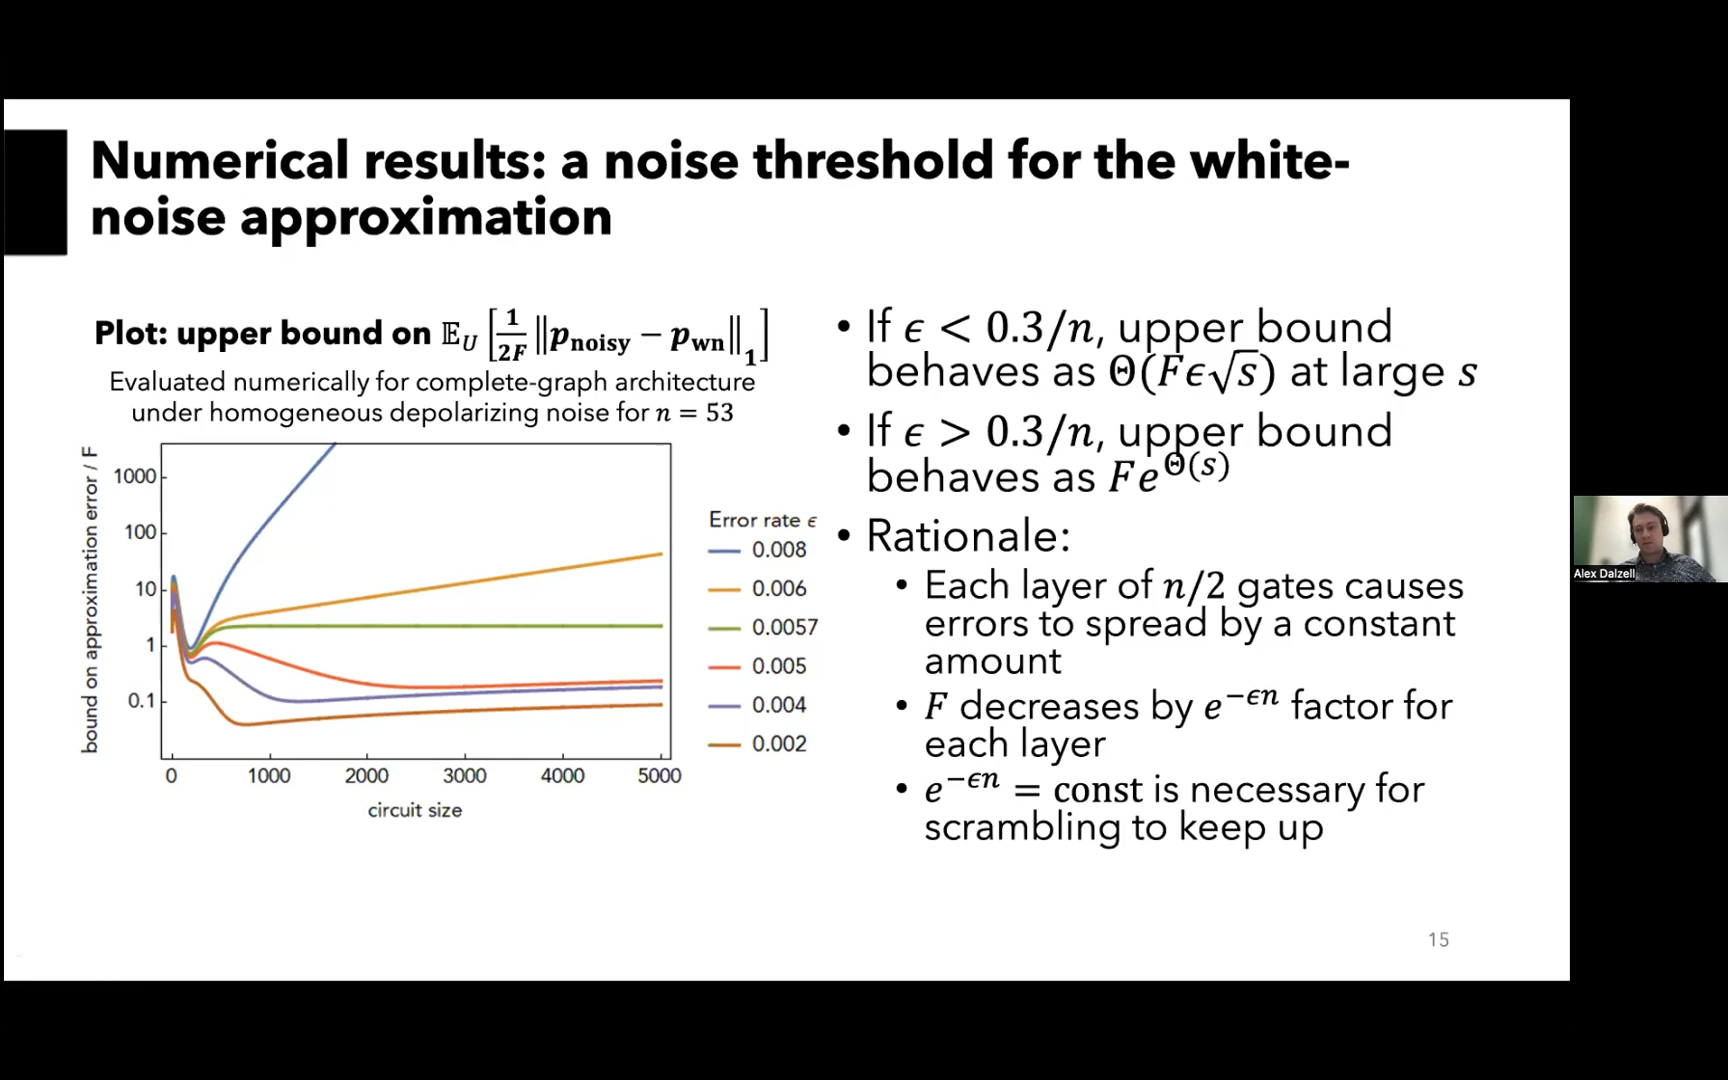 Numerical results: a noise threshold for the white-
noise approximation
Plot: upper bound on 𝔼_U [1/2F ‖p_noisy − p_wn‖_1]
Evaluated numerically for complete-graph architecture
under homogeneous depolarizing noise for n = 53
bound on approximation error / F
1000
100
10
1
0.1
0 1000 2000 3000 4000 5000
circuit size
Error rate ϵ
0.008
0.006
0.0057
0.005
0.004
0.002
• If ϵ < 0.3/n, upper bound
behaves as Θ(Fϵ√s) at large s
• If ϵ > 0.3/n, upper bound
behaves as Fe^Θ(s)
• Rationale:
• Each layer of n/2 gates causes
errors to spread by a constant
amount
• F decreases by e^−ϵn factor for
each layer
• e^−ϵn = const is necessary for
scrambling to keep up
15
Alex Dalzell